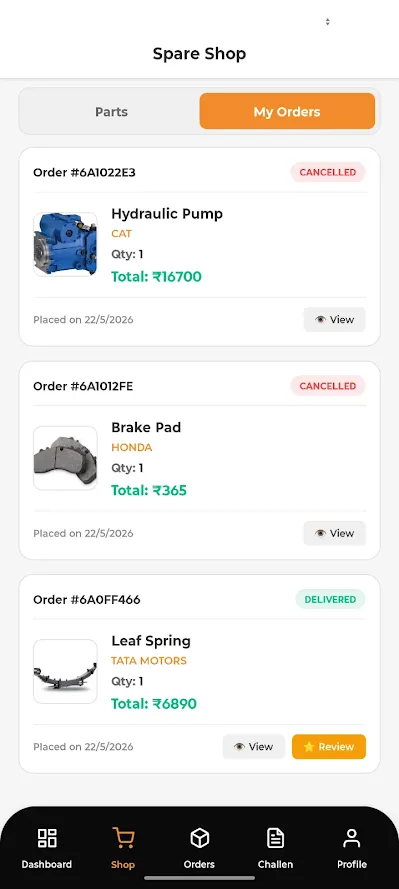 Spare Shop
Parts
My Orders
Order #6A1022E3
CANCELLED
Hydraulic Pump
CAT
Qty: 1
Total: ₹16700
Placed on 22/5/2026
View
Order #6A1012FE
CANCELLED
Brake Pad
HONDA
Qty: 1
Total: ₹365
Placed on 22/5/2026
View
Order #6A0FF466
DELIVERED
Leaf Spring
TATA MOTORS
Qty: 1
Total: ₹6890
Placed on 22/5/2026
View
Review
Dashboard
Shop
Orders
Challen
Profile